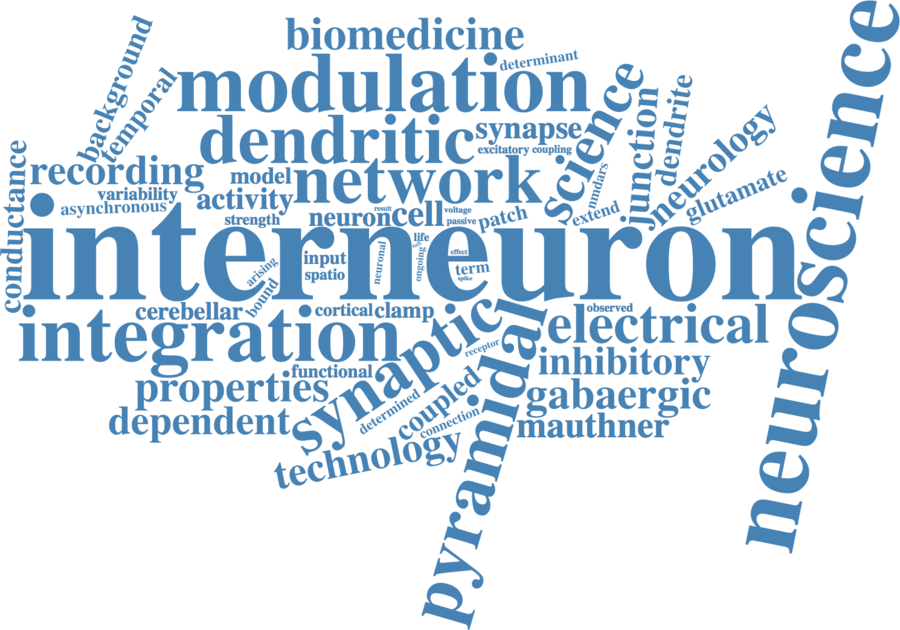 biomedicine
determinant
modulation
background
temporal
dendritic
synapse
excitatory coupling
science
junction
dendrite
neurology
glutamate
neuroscience
conductance
recording
model
network
variability
activity
asynchronous
strength
neuron
cell
result
voltage
passive
patch
extend
interneuron
life
input
spatio
arising
bound
neuronal
ongoing
effect
term
spike
cerebellar
cortical
clamp
observed
integration
synaptic
pyramidal
electrical
receptor
inhibitory
functional
properties
coupled
gabaergic
dependent
determined
connection
mauthner
technology